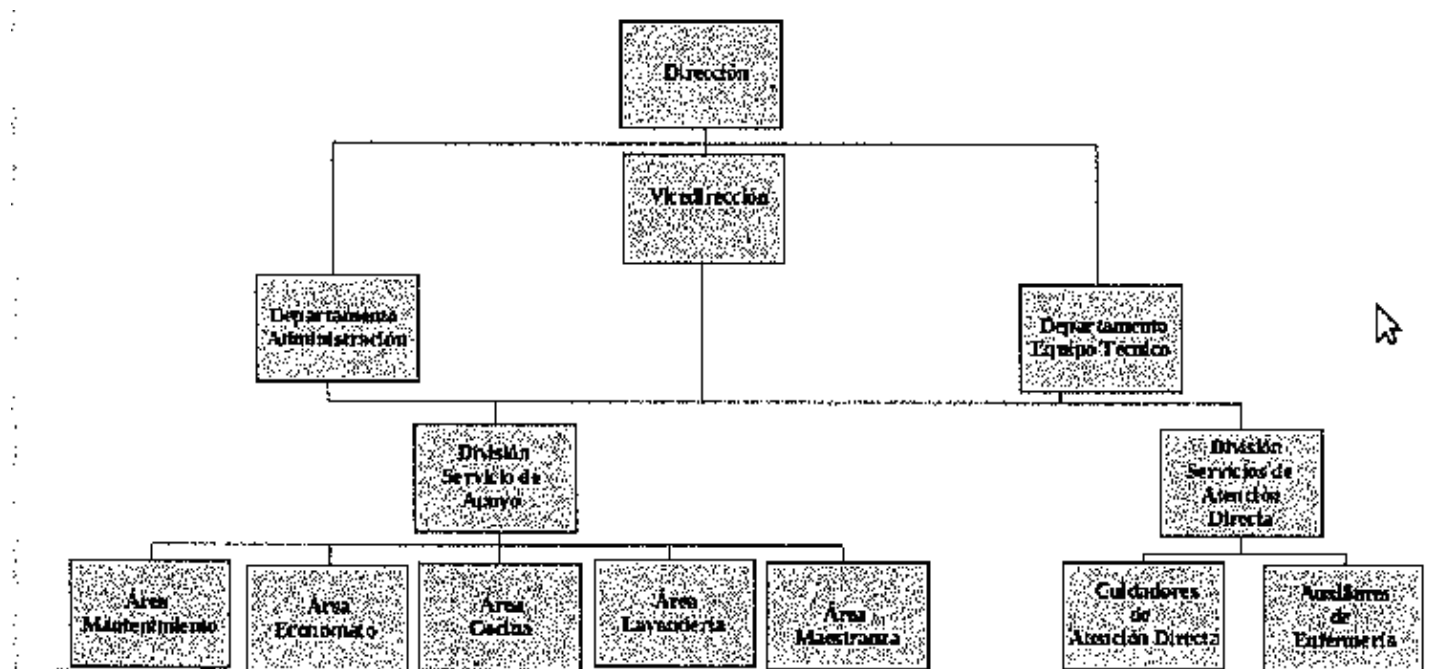 Dirección
Vicedirección
Departamento
Administración
Departamento
Equipo Técnico
División
Servicio de
Apoyo
División
Servicios de
Atención
Directa
Área
Mantenimiento
Área
Economato
Área
Cocina
Área
Lavandería
Área
Maestranza
Cuidadores
de
Atención Directa
Auxiliares
de
Enfermería